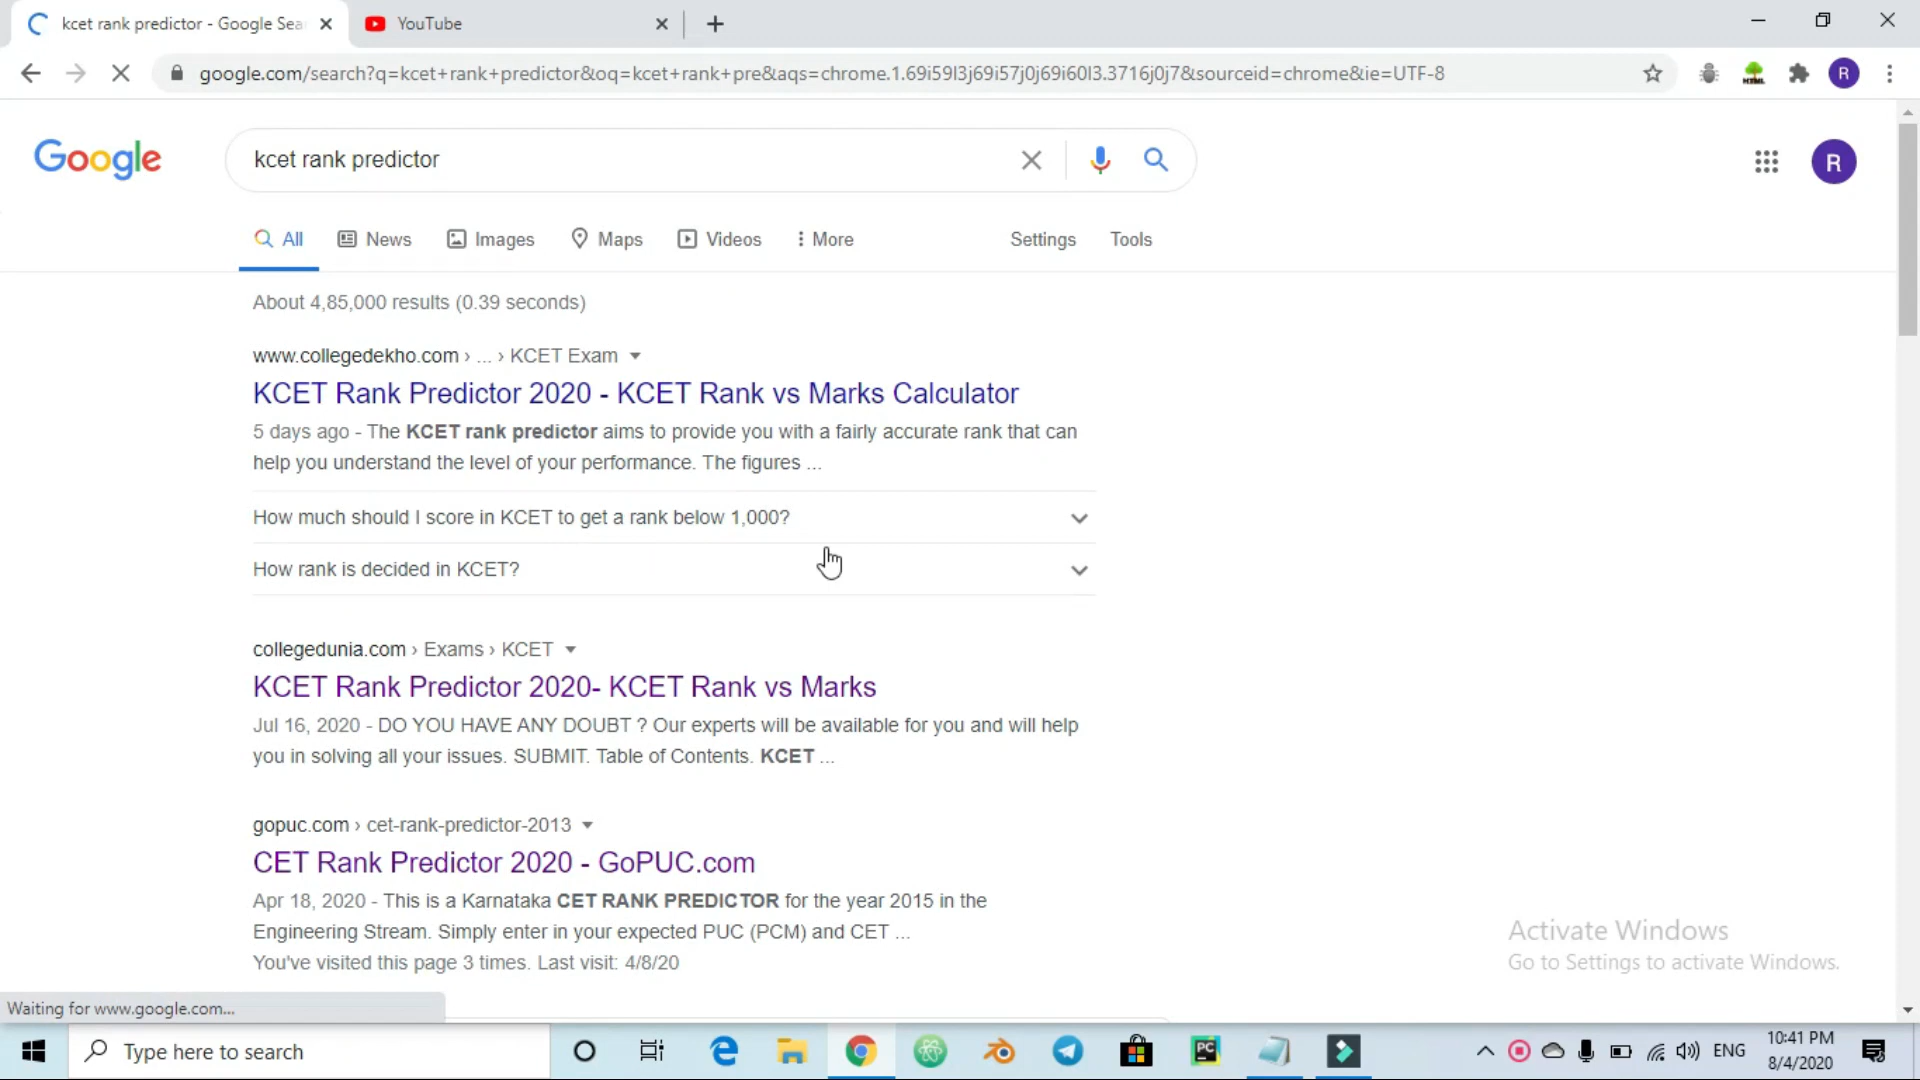 kcet rank predictor - Google Sea
YouTube
google.com/search?q=kcet+rank+predictor&oq=kcet+rank+pre&aqs=chrome.1.69i59l3j69i57j0j69i60l3.3716j0j7&sourceid=chrome&ie=UTF-8
R
Google
kcet rank predictor
R
All
News
Images
Maps
Videos
More
Settings
Tools
About 4,85,000 results (0.39 seconds)
www.collegedekho.com › ... › KCET Exam
KCET Rank Predictor 2020 - KCET Rank vs Marks Calculator
5 days ago - The KCET rank predictor aims to provide you with a fairly accurate rank that can
help you understand the level of your performance. The figures ...
How much should I score in KCET to get a rank below 1,000?
How rank is decided in KCET?
collegedunia.com › Exams › KCET
KCET Rank Predictor 2020- KCET Rank vs Marks
Jul 16, 2020 - DO YOU HAVE ANY DOUBT ? Our experts will be available for you and will help
you in solving all your issues. SUBMIT. Table of Contents. KCET ...
gopuc.com › cet-rank-predictor-2013
CET Rank Predictor 2020 - GoPUC.com
Apr 18, 2020 - This is a Karnataka CET RANK PREDICTOR for the year 2015 in the
Engineering Stream. Simply enter in your expected PUC (PCM) and CET ...
You've visited this page 3 times. Last visit: 4/8/20
Activate Windows
Go to Settings to activate Windows.
Waiting for www.google.com...
Type here to search
PC
ENG
10:41 PM
8/4/2020